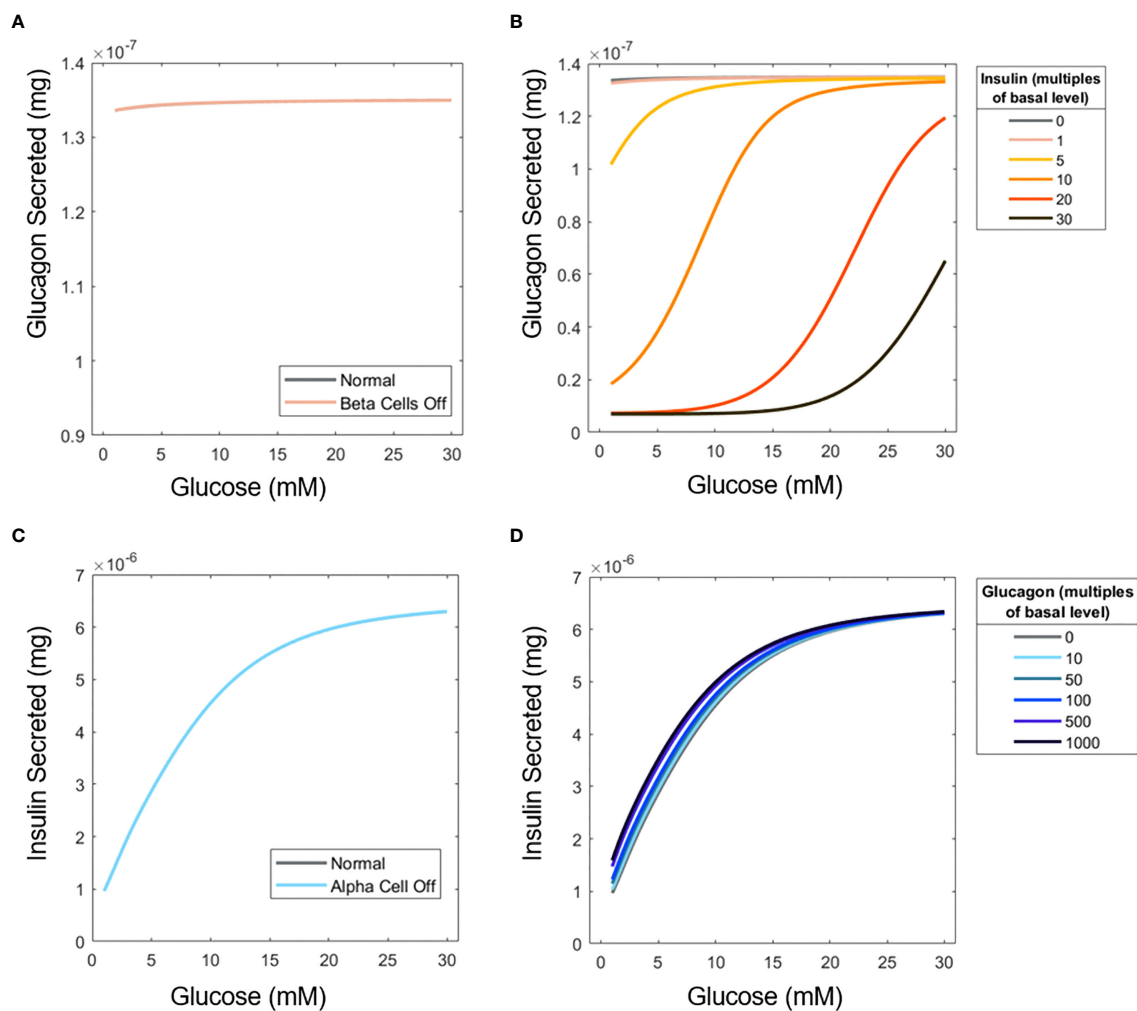 A
×10⁻⁷
1.4
1.3
1.2
1.1
1
0.9
Glucagon Secreted (mg)
Normal
Beta Cells Off
0 5 10 15 20 25 30
Glucose (mM)
B
×10⁻⁷
1.4
1.2
1
0.8
0.6
0.4
0.2
0
Glucagon Secreted (mg)
0 5 10 15 20 25 30
Glucose (mM)
Insulin (multiples
of basal level)
0
1
5
10
20
30
C
×10⁻⁶
7
6
5
4
3
2
1
0
Insulin Secreted (mg)
Normal
Alpha Cell Off
0 5 10 15 20 25 30
Glucose (mM)
D
×10⁻⁶
7
6
5
4
3
2
1
0
Insulin Secreted (mg)
0 5 10 15 20 25 30
Glucose (mM)
Glucagon (multiples
of basal level)
0
10
50
100
500
1000